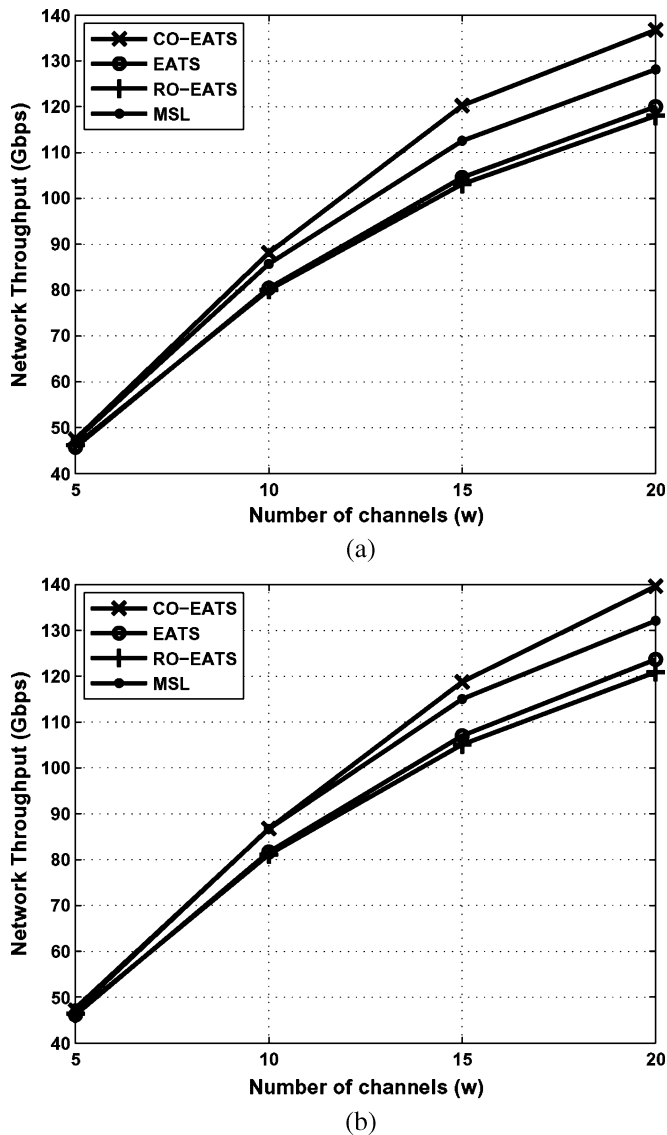 140
130
120
110
100
90
80
70
60
50
40
Network Throughput (Gbps)
CO-EATS
EATS
RO-EATS
MSL
5
10
15
20
Number of channels (w)
(a)
140
130
120
110
100
90
80
70
60
50
40
Network Throughput (Gbps)
CO-EATS
EATS
RO-EATS
MSL
5
10
15
20
Number of channels (w)
(b)